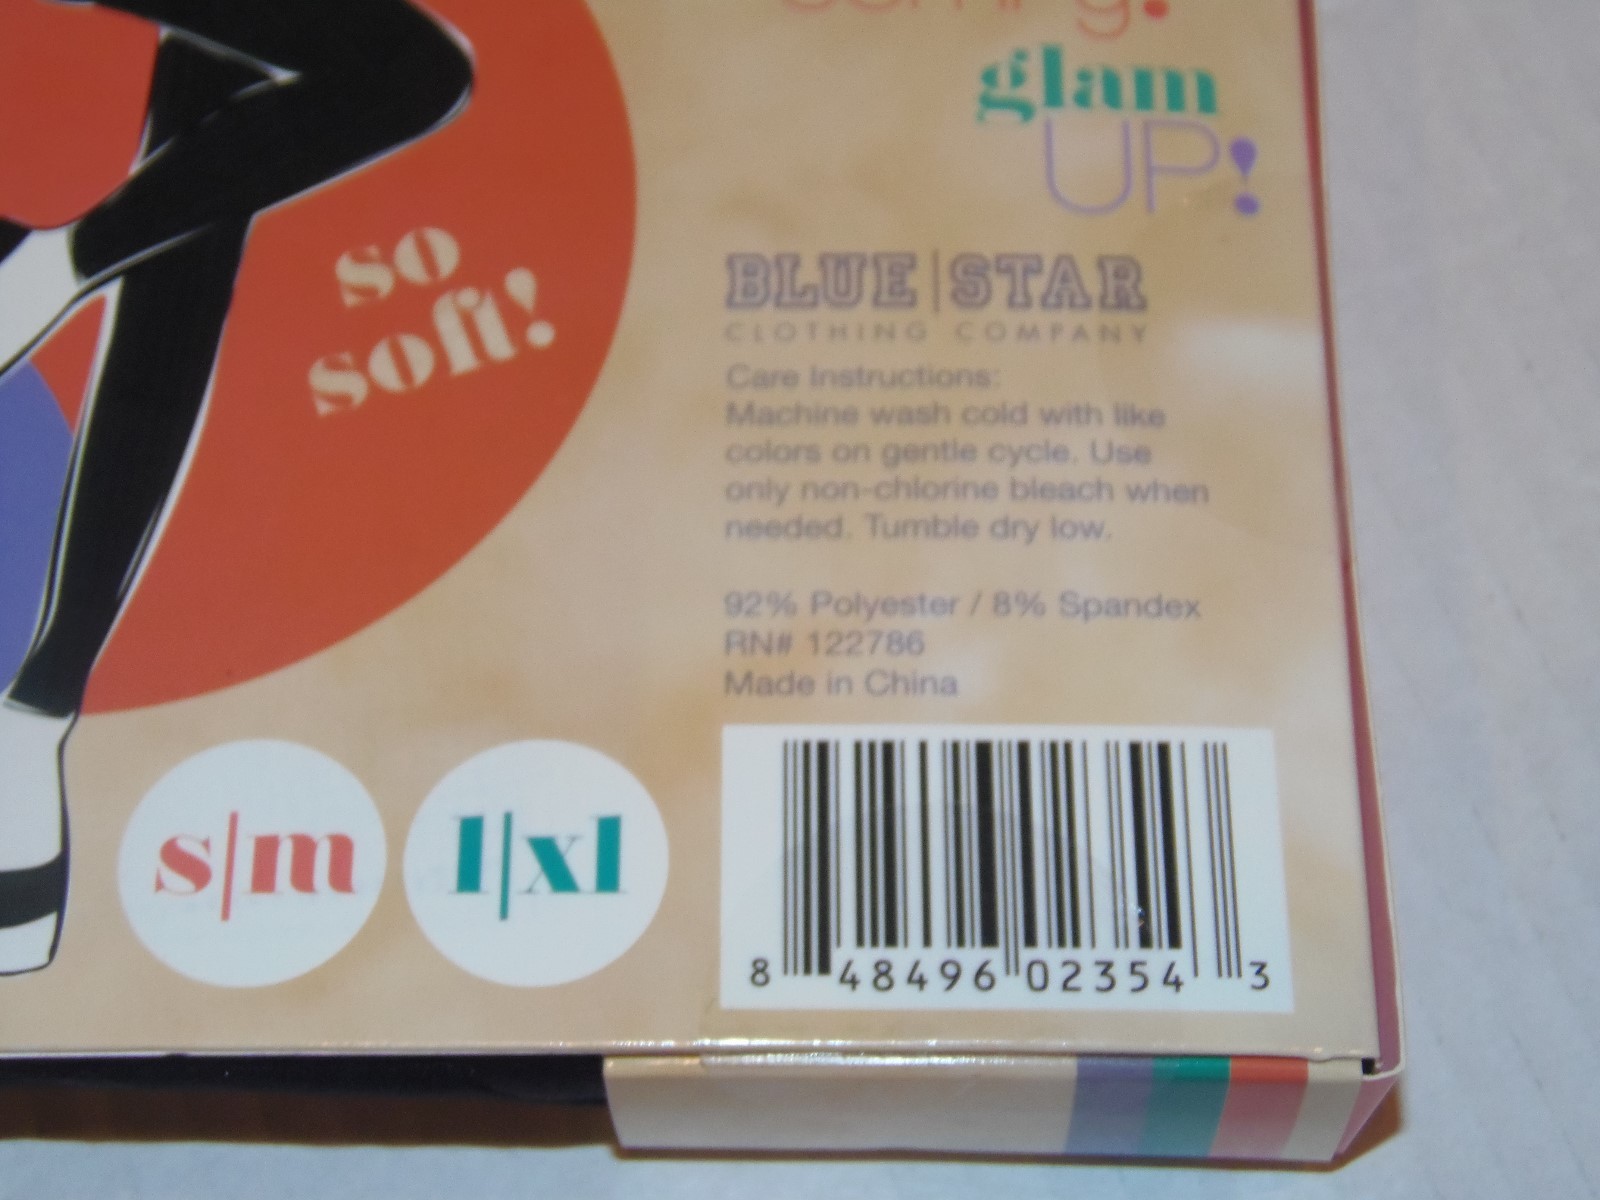 glam
UP!
so
soft!
BLUE|STAR
CLOTHING COMPANY
Care Instructions:
Machine wash cold with like
colors on gentle cycle. Use
only non-chlorine bleach when
needed. Tumble dry low.
92% Polyester / 8% Spandex
RN# 122786
Made in China
s|m
l|xl
8 48496 02354 3